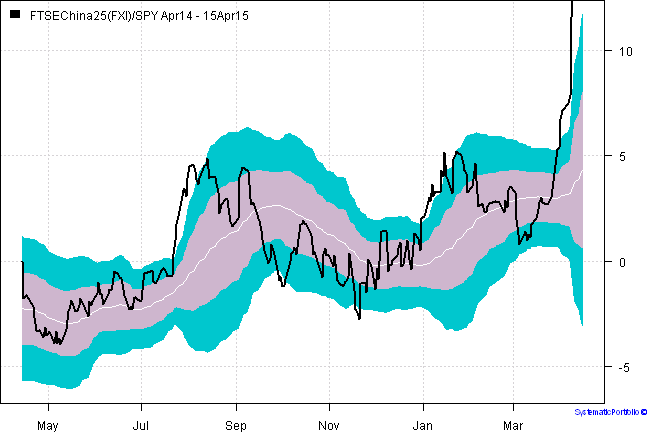 FTSEChina25(FXI)/SPY Apr14 - 15Apr15
10
5
0
-5
SystematicPortfolio ©
May Jul Sep Nov Jan Mar